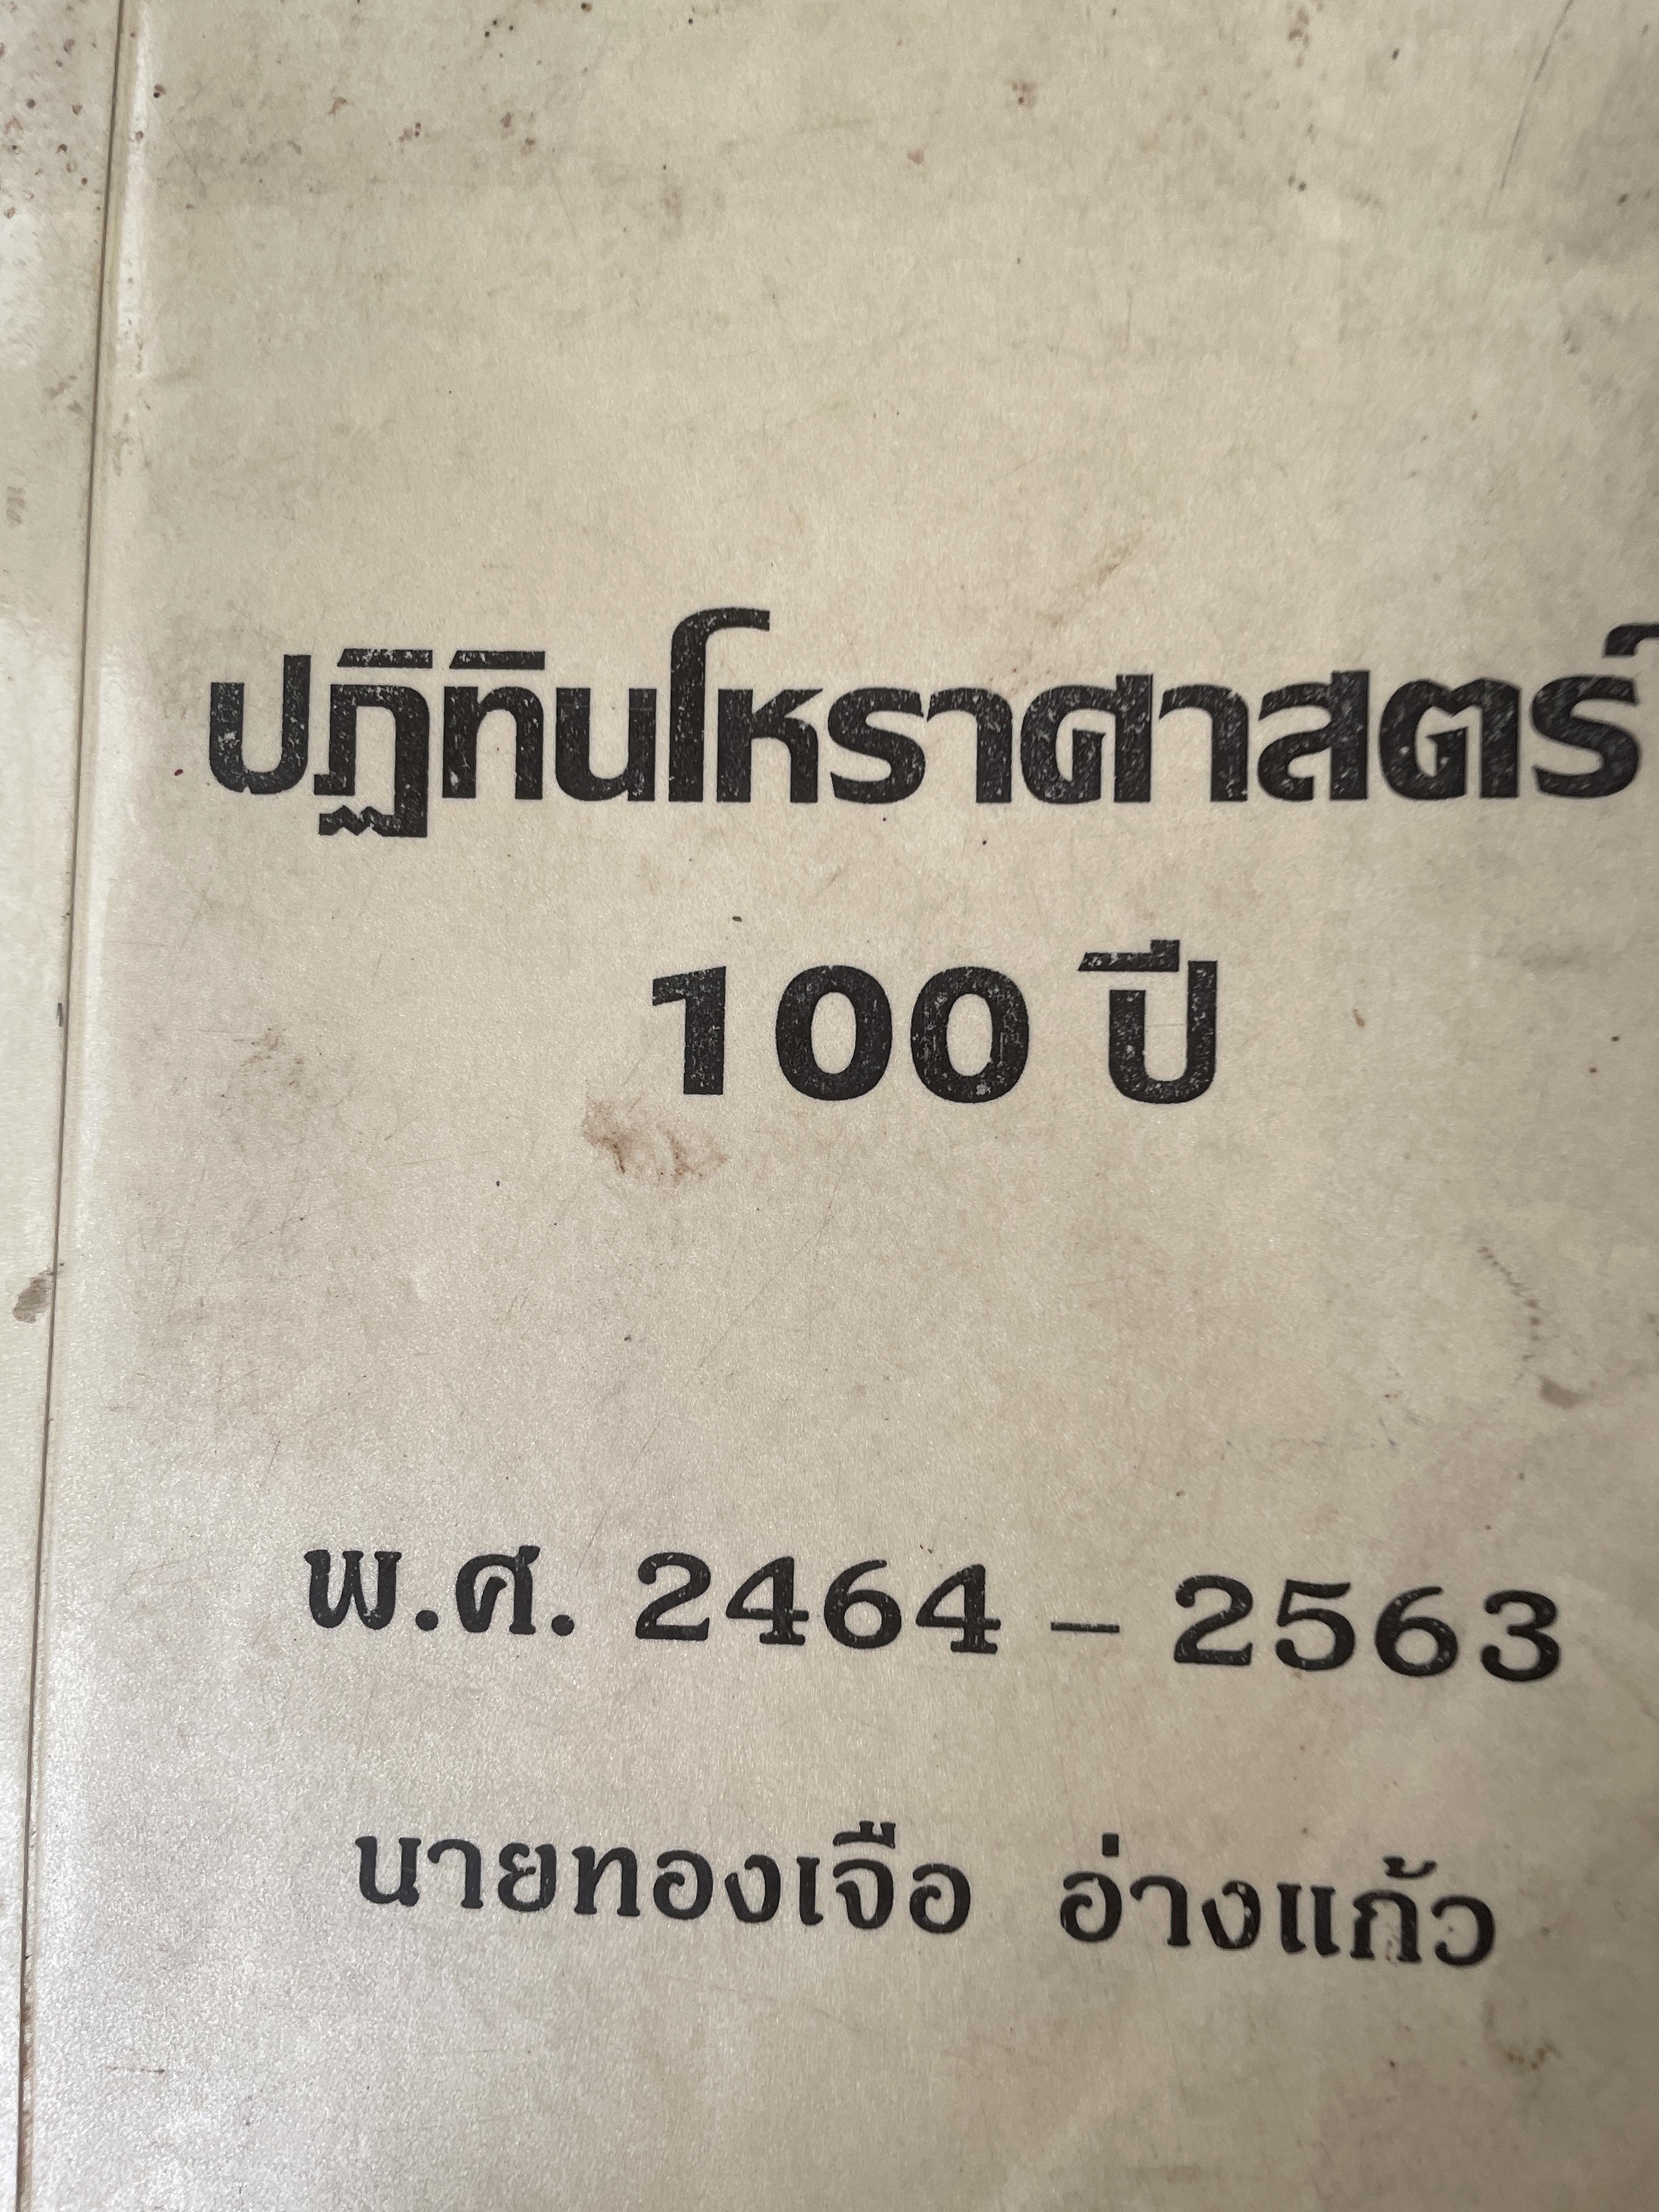 ปฏิทินโหราศาสตร์
100 ปี
พ.ศ. 2464 – 2563
นายทองเจือ อ่างแก้ว